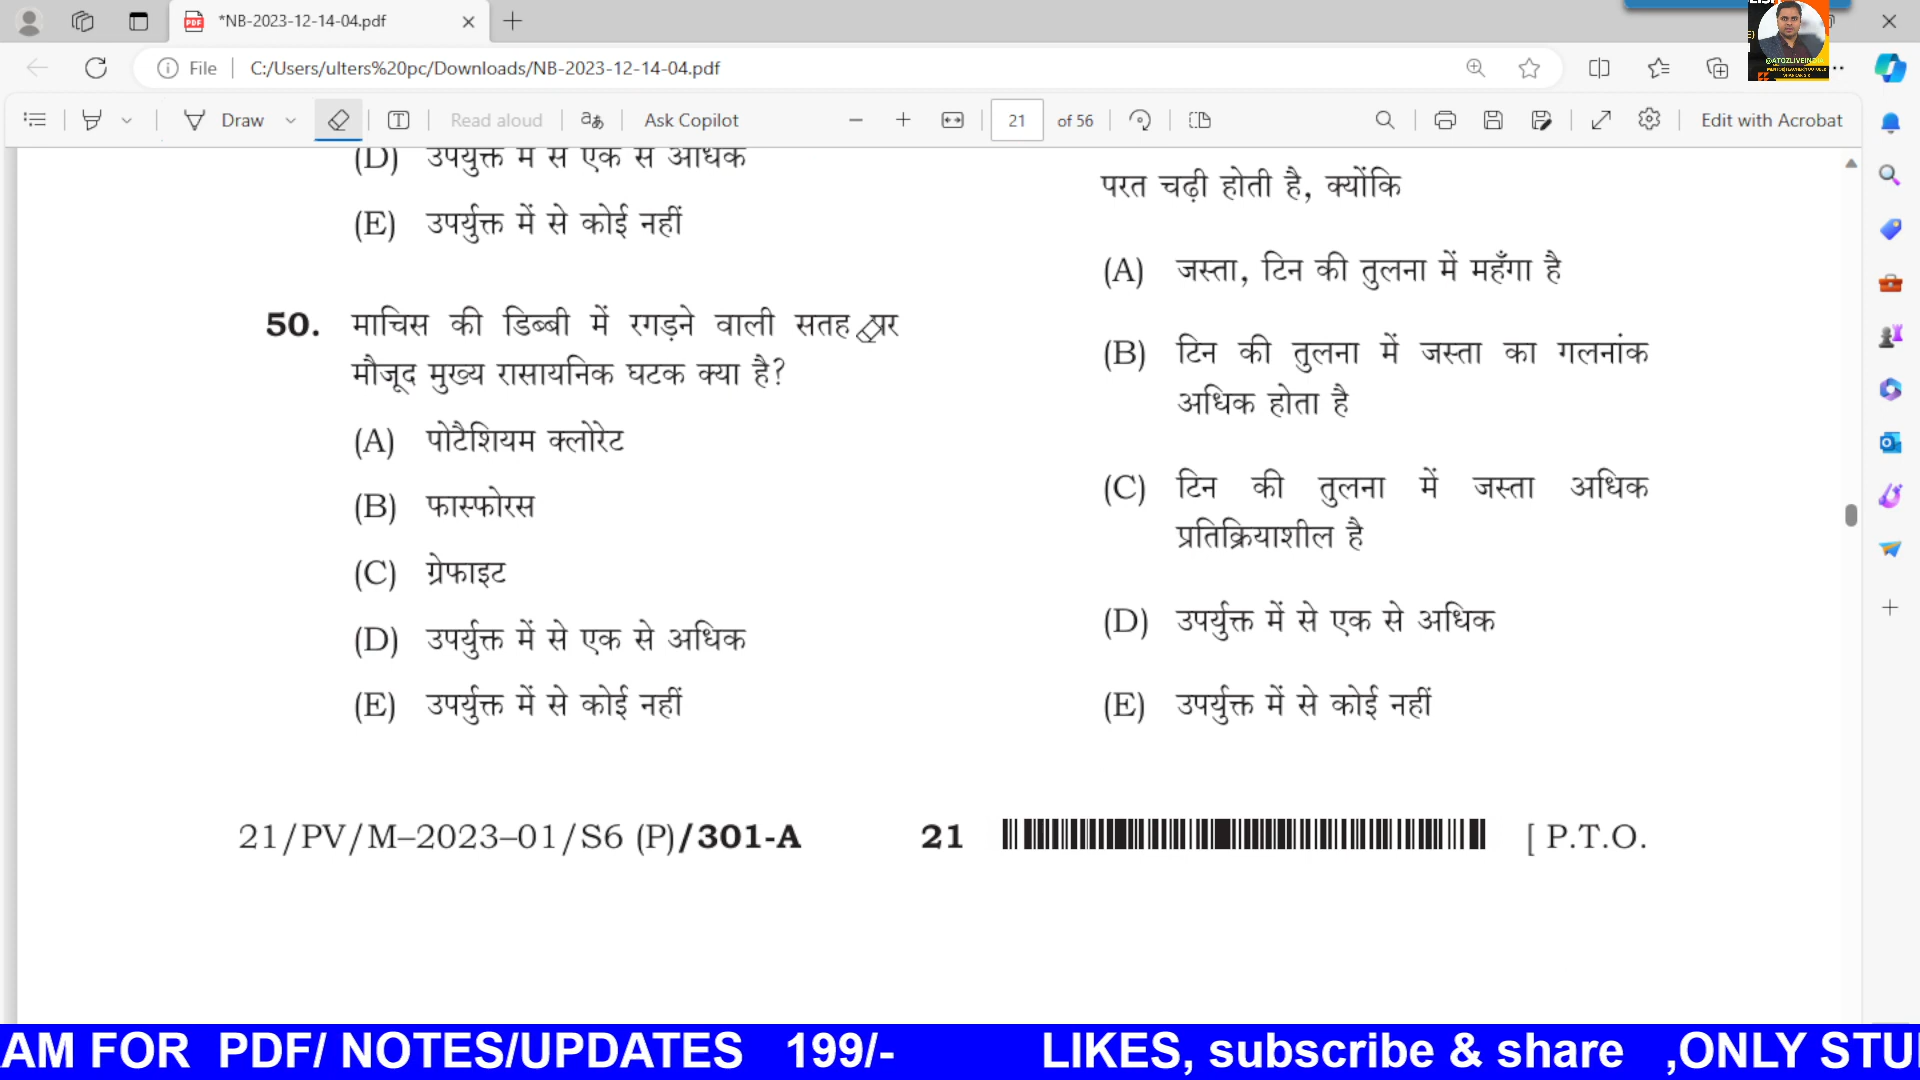 *NB-2023-12-14-04.pdf
File C:/Users/ulters%20pc/Downloads/NB-2023-12-14-04.pdf
@ATOZLIVEINDIA
Draw Read aloud Ask Copilot 21 of 56 Edit with Acrobat
(D) उपर्युक्त में से एक से अधिक
(E) उपर्युक्त में से कोई नहीं
50. माचिस की डिब्बी में रगड़ने वाली सतह पर
मौजूद मुख्य रासायनिक घटक क्या है?
(A) पोटैशियम क्लोरेट
(B) फास्फोरस
(C) ग्रेफाइट
(D) उपर्युक्त में से एक से अधिक
(E) उपर्युक्त में से कोई नहीं
परत चढ़ी होती है, क्योंकि
(A) जस्ता, टिन की तुलना में महँगा है
(B) टिन की तुलना में जस्ता का गलनांक
अधिक होता है
(C) टिन की तुलना में जस्ता अधिक
प्रतिक्रियाशील है
(D) उपर्युक्त में से एक से अधिक
(E) उपर्युक्त में से कोई नहीं
21/PV/M–2023–01/S6 (P)/301-A 21 [ P.T.O.
AM FOR PDF/ NOTES/UPDATES 199/- LIKES, subscribe & share ,ONLY STU